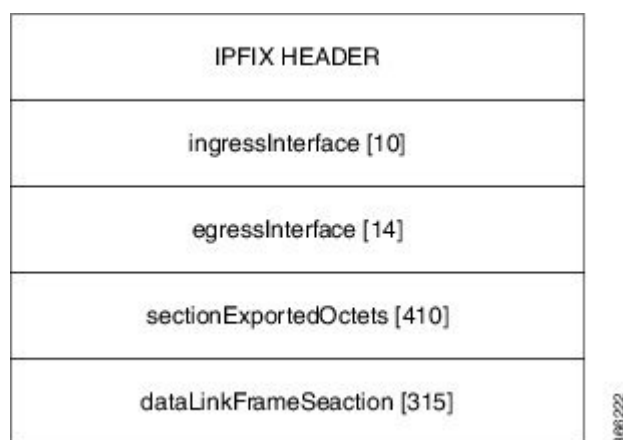 IPFIX HEADER
ingressInterface [10]
egressInterface [14]
sectionExportedOctets [410]
dataLinkFrameSeaction [315]